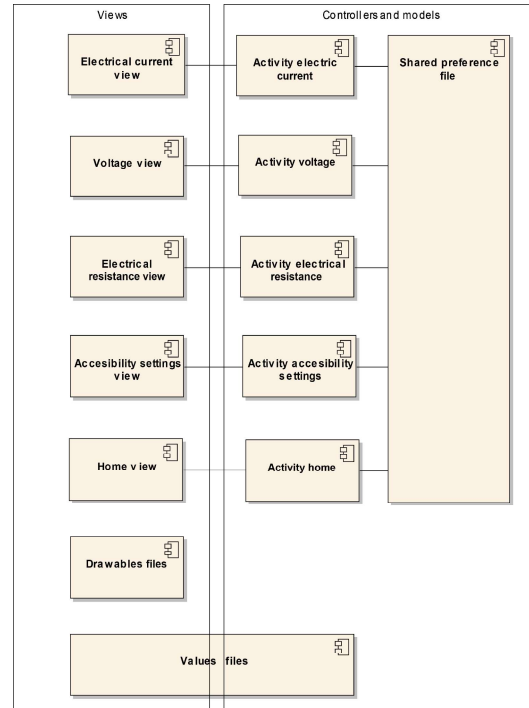 Views
Controllers and models
Electrical current
view
Activity electric
current
Shared preference
file
Voltage view
Activity voltage
Electrical
resistance view
Activity electrical
resistance
Accesibility settings
view
Activity accesibility
settings
Home view
Activity home
Drawables files
Values files